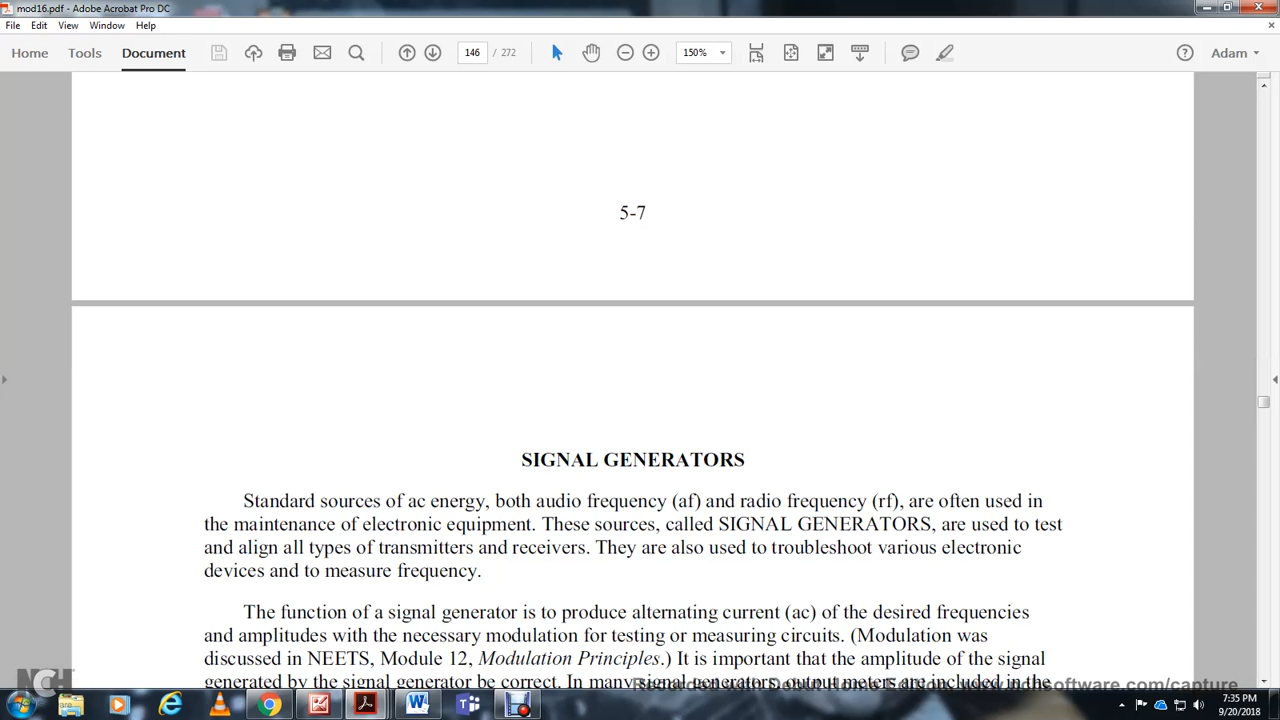 mod16.pdf - Adobe Acrobat Pro DC
File Edit View Window Help
Home Tools Document 146 / 272 150% Adam
5-7
SIGNAL GENERATORS
Standard sources of ac energy, both audio frequency (af) and radio frequency (rf), are often used in
the maintenance of electronic equipment. These sources, called SIGNAL GENERATORS, are used to test
and align all types of transmitters and receivers. They are also used to troubleshoot various electronic
devices and to measure frequency.
The function of a signal generator is to produce alternating current (ac) of the desired frequencies
and amplitudes with the necessary modulation for testing or measuring circuits. (Modulation was
discussed in NEETS, Module 12, Modulation Principles.) It is important that the amplitude of the signal
generated by the signal generator be correct. In many signal generators, output meters are included in the
NCH
7:35 PM
9/20/2018